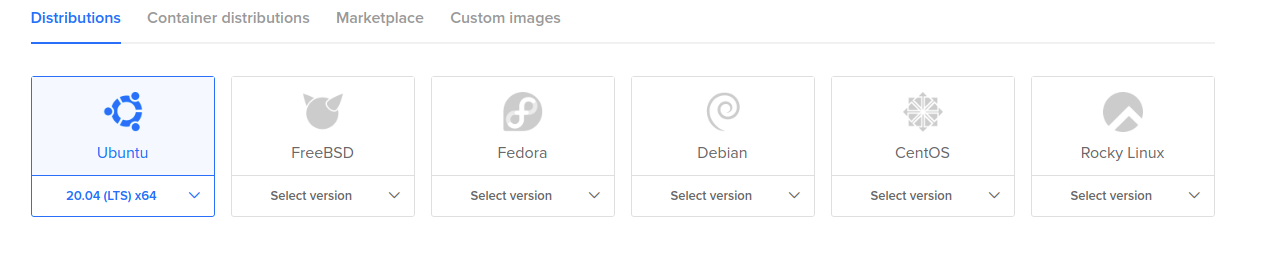 Distributions Container distributions Marketplace Custom images
Ubuntu FreeBSD Fedora Debian CentOS Rocky Linux
20.04 (LTS) x64 Select version Select version Select version Select version Select version